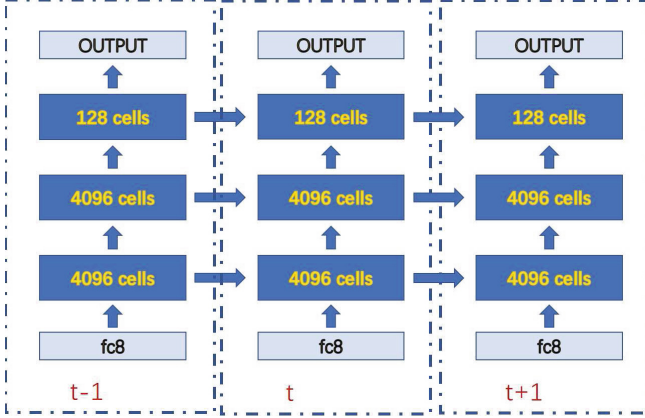 OUTPUT OUTPUT OUTPUT
128 cells 128 cells 128 cells
4096 cells 4096 cells 4096 cells
4096 cells 4096 cells 4096 cells
fc8 fc8 fc8
t-1 t t+1